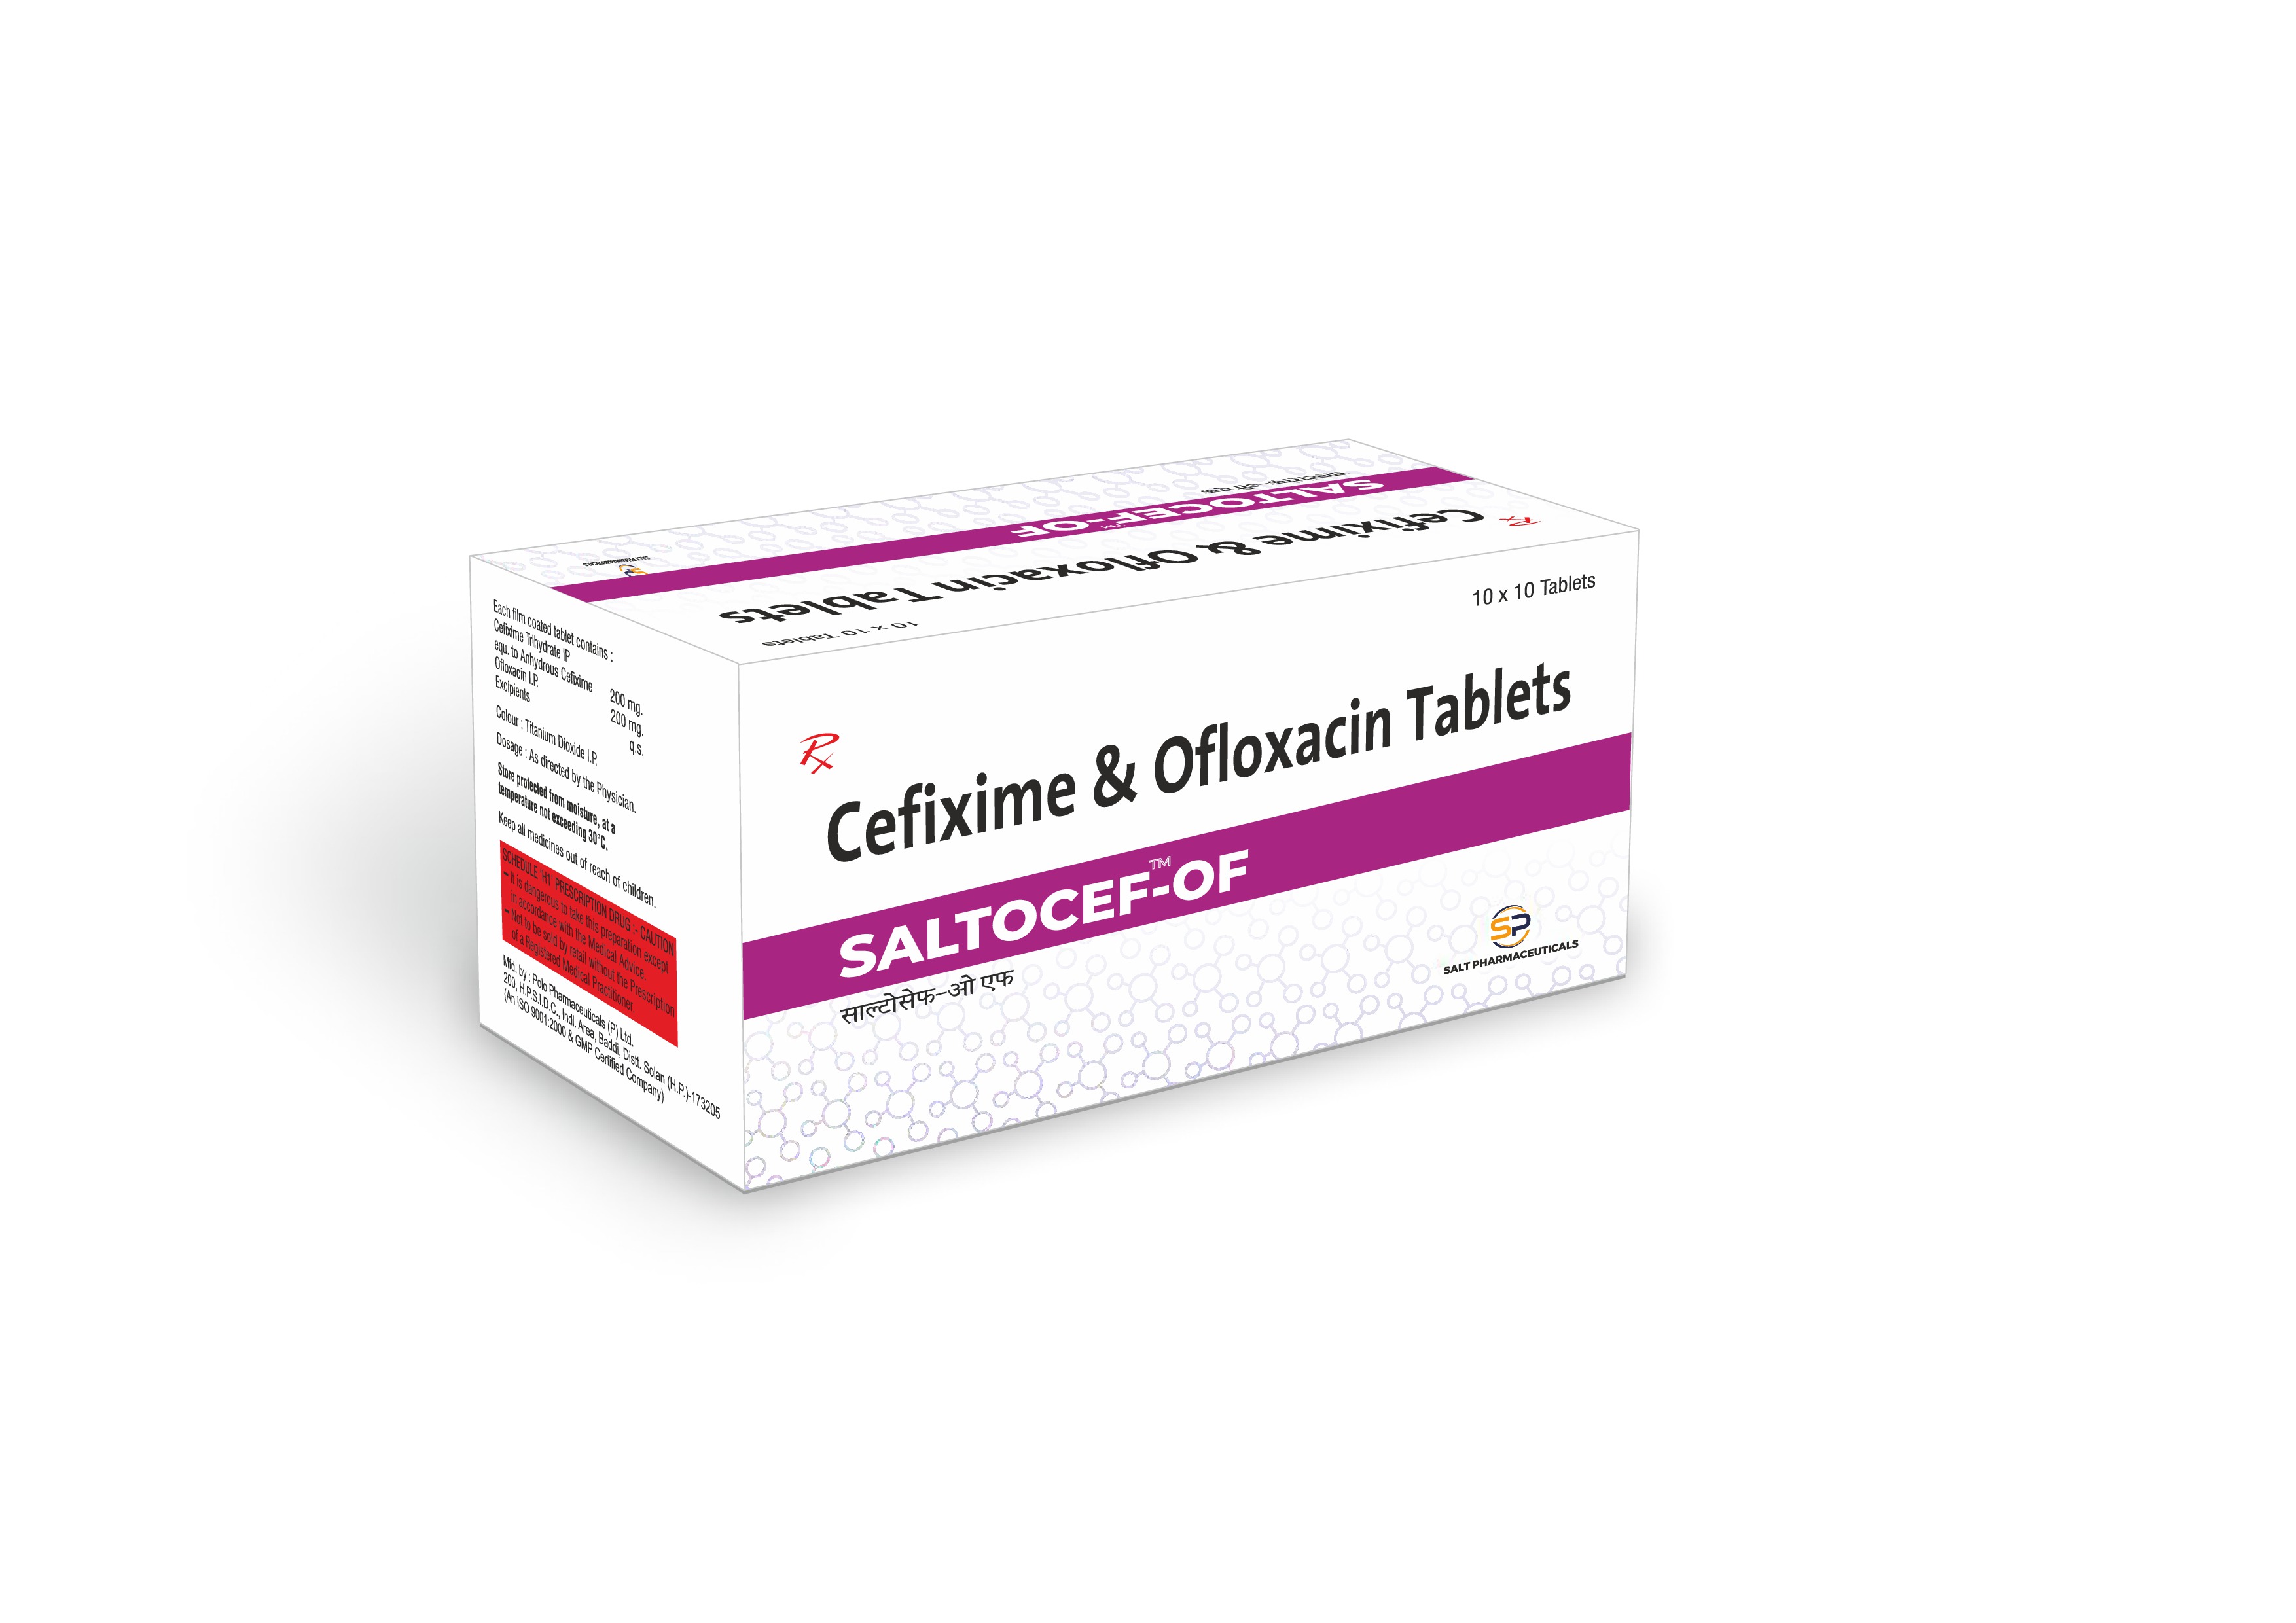 साल्टोसेफ-ओ एफ
SALTOCEF-OF
TM
Rx
Cefixime & Ofloxacin Tablets
10 x 10 Tablets
SP
SALT PHARMACEUTICALS
10 x 10 Tablets
Rx
Cefixime & Ofloxacin Tablets
SALTOCEF-OF
TM
साल्टोसेफ-ओ एफ
SP
SALT PHARMACEUTICALS
Each film coated tablet contains :
Cefixime Trihydrate IP
equ. to Anhydrous Cefixime 200 mg.
Ofloxacin I.P. 200 mg.
Excipients q.s.
Colour : Titanium Dioxide I.P.
Dosage : As directed by the Physician.
Store protected from moisture, at a
temperature not exceeding 30°C.
Keep all medicines out of reach of children.
SCHEDULE 'H1' PRESCRIPTION DRUG :- CAUTION
– It is dangerous to take this preparation except
in accordance with the Medical Advice.
– Not to be sold by retail without the Prescription
of a Registered Medical Practitioner.
Mfd. by : Polo Pharmaceuticals (P) Ltd.
200, H.P.S.I.D.C., Indl. Area, Baddi, Distt. Solan (H.P.)-173205
(An ISO 9001:2000 & GMP Certified Company)